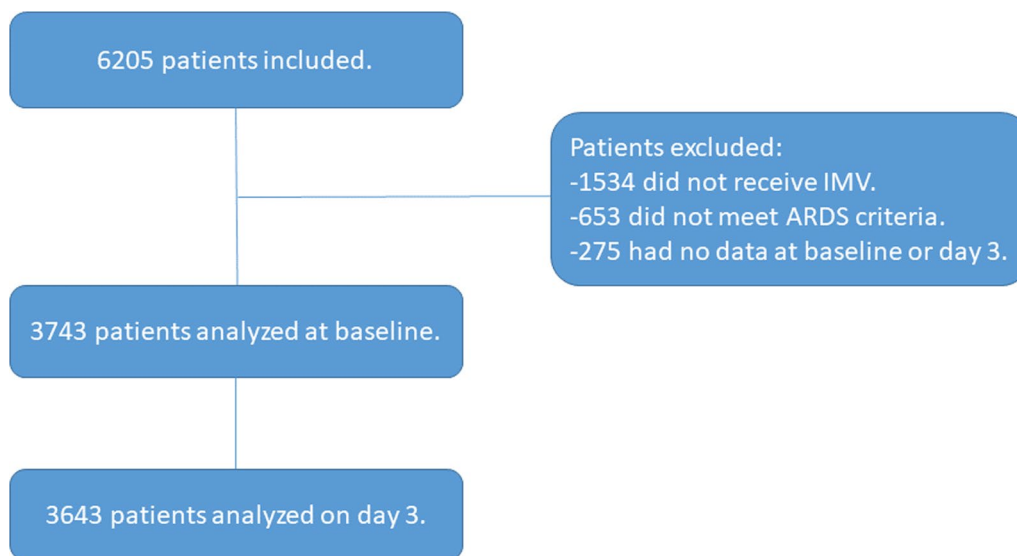 6205 patients included.
Patients excluded:
-1534 did not receive IMV.
-653 did not meet ARDS criteria.
-275 had no data at baseline or day 3.
3743 patients analyzed at baseline.
3643 patients analyzed on day 3.